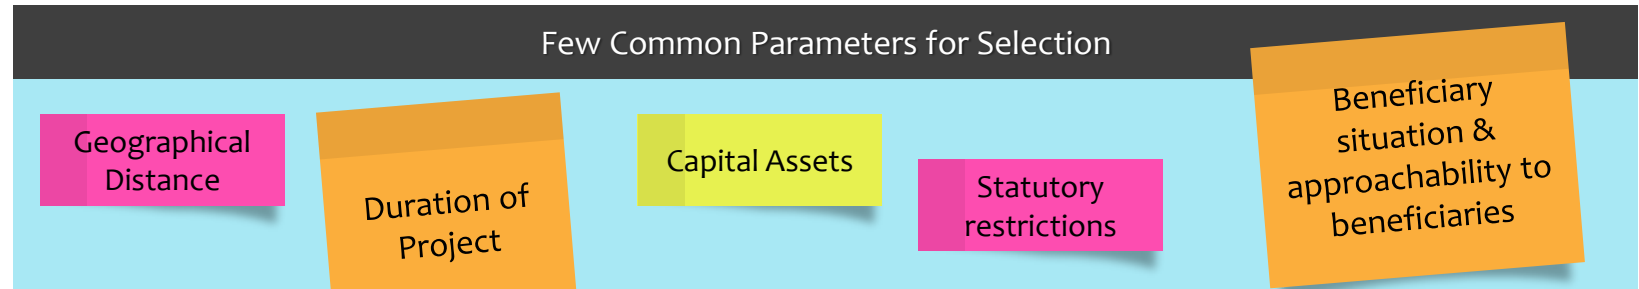 Few Common Parameters for Selection
Geographical
Distance
Duration of
Project
Capital Assets
Statutory
restrictions
Beneficiary
situation &
approachability to
beneficiaries